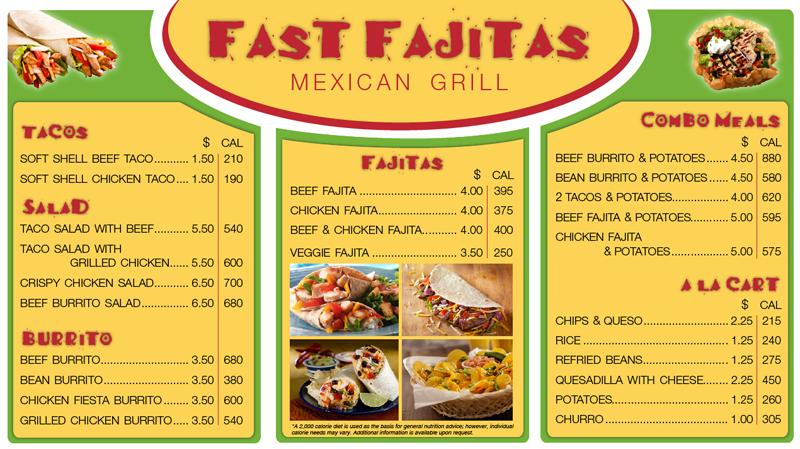 FAST FAJITAS
MEXICAN GRILL
TACOS
$ CAL
SOFT SHELL BEEF TACO........... 1.50 210
SOFT SHELL CHICKEN TACO.... 1.50 190
SALAD
TACO SALAD WITH BEEF........... 5.50 540
TACO SALAD WITH
GRILLED CHICKEN...... 5.50 600
CRISPY CHICKEN SALAD........... 6.50 700
BEEF BURRITO SALAD............... 6.50 680
BURRITO
BEEF BURRITO........................... 3.50 680
BEAN BURRITO.......................... 3.50 380
CHICKEN FIESTA BURRITO........ 3.50 600
GRILLED CHICKEN BURRITO..... 3.50 540
FAJITAS
$ CAL
BEEF FAJITA ............................. 4.00 395
CHICKEN FAJITA....................... 4.00 375
BEEF & CHICKEN FAJITA.......... 4.00 400
VEGGIE FAJITA ......................... 3.50 250
*A 2,000 calorie diet is used as the basis for general nutrition advice; however, individual
calorie needs may vary. Additional information is available upon request.
COMBO MEALS
$ CAL
BEEF BURRITO & POTATOES....... 4.50 880
BEAN BURRITO & POTATOES ...... 4.50 580
2 TACOS & POTATOES................. 4.00 620
BEEF FAJITA & POTATOES........... 5.00 595
CHICKEN FAJITA
& POTATOES................. 5.00 575
A LA CART
$ CAL
CHIPS & QUESO ......................... 2.25 215
RICE ........................................... 1.25 240
REFRIED BEANS......................... 1.25 275
QUESADILLA WITH CHEESE....... 2.25 450
POTATOES.................................. 1.25 260
CHURRO .................................... 1.00 305